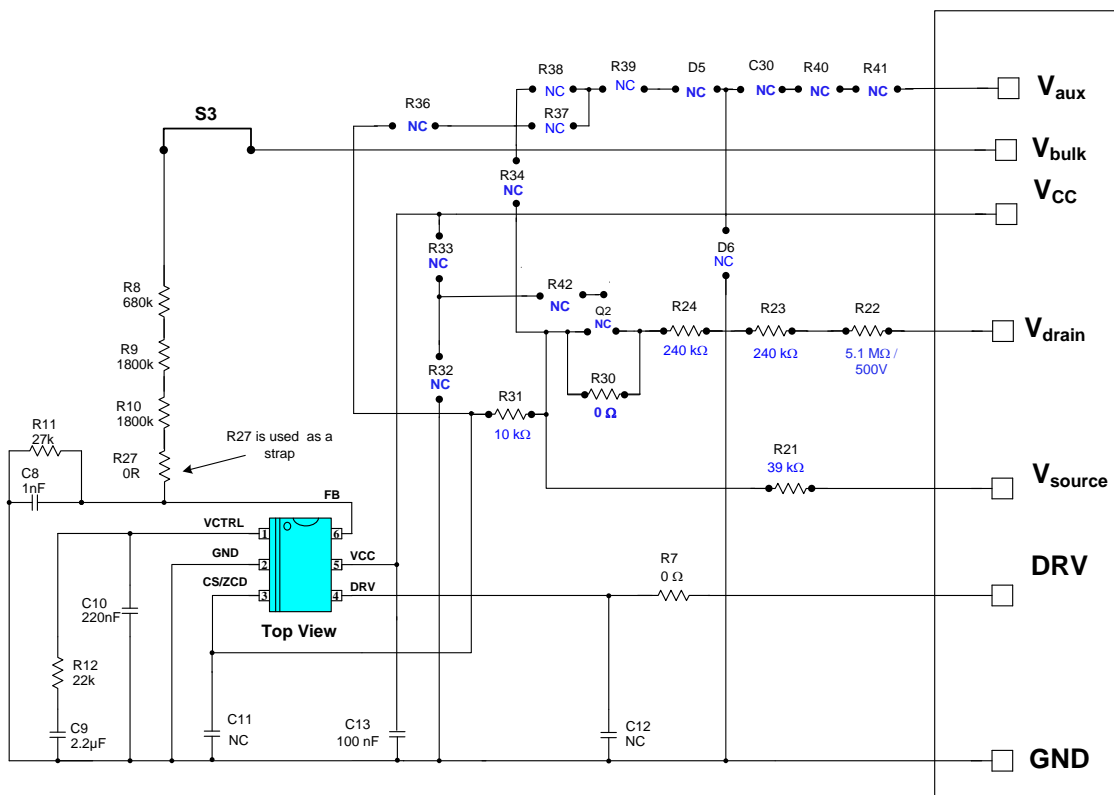 R38
NC
R39
NC
D5
NC
C30
NC
R40
NC
R41
NC
Vaux
R36
NC
R37
NC
S3
Vbulk
R34
NC
VCC
R33
NC
D6
NC
R42
NC
Q2
NC
R8
680k
R24
240 kΩ
R23
240 kΩ
R22
5.1 MΩ /
500V
Vdrain
R9
1800k
R32
NC
R30
0 Ω
R31
10 kΩ
R10
1800k
R11
27k
R27 is used as a
strap
R27
0R
R21
39 kΩ
C8
1nF
Vsource
FB
VCTRL
1
6
GND
2
5
VCC
CS/ZCD
3
4
DRV
R7
0 Ω
DRV
C10
220nF
Top View
R12
22k
C9
2.2µF
C11
NC
C13
100 nF
C12
NC
GND